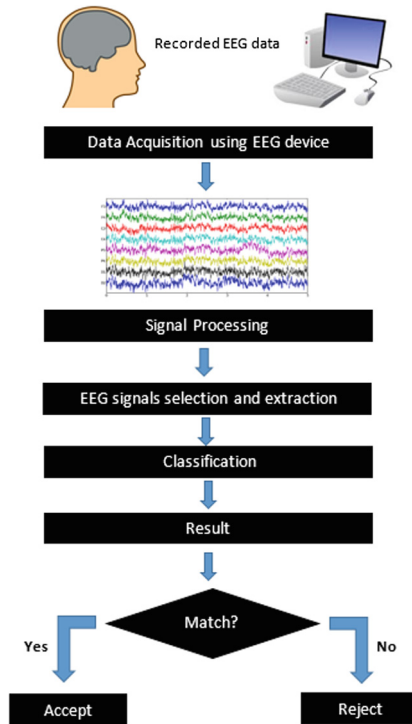 Recorded EEG data
Data Acquisition using EEG device
Signal Processing
EEG signals selection and extraction
Classification
Result
Match?
Yes
No
Accept
Reject